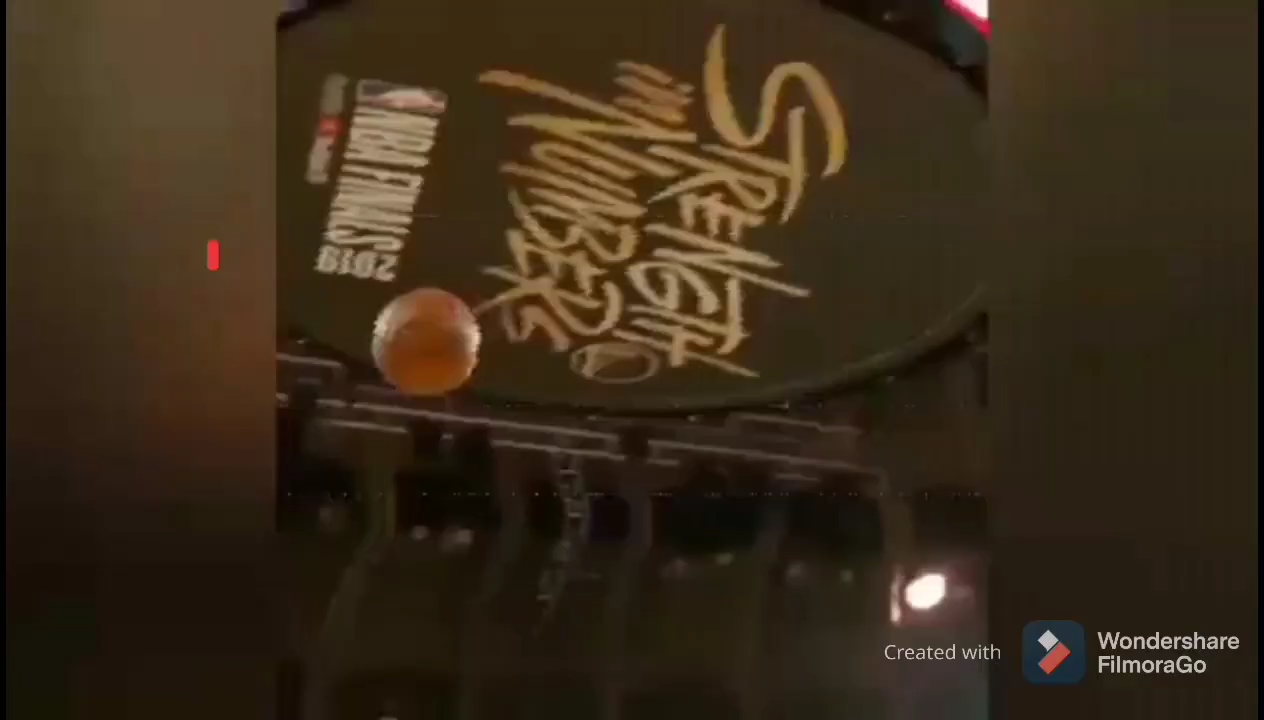 STRENGTH
IN
NUMBERS
NBA FINALS
2019
Created with
Wondershare
FilmoraGo